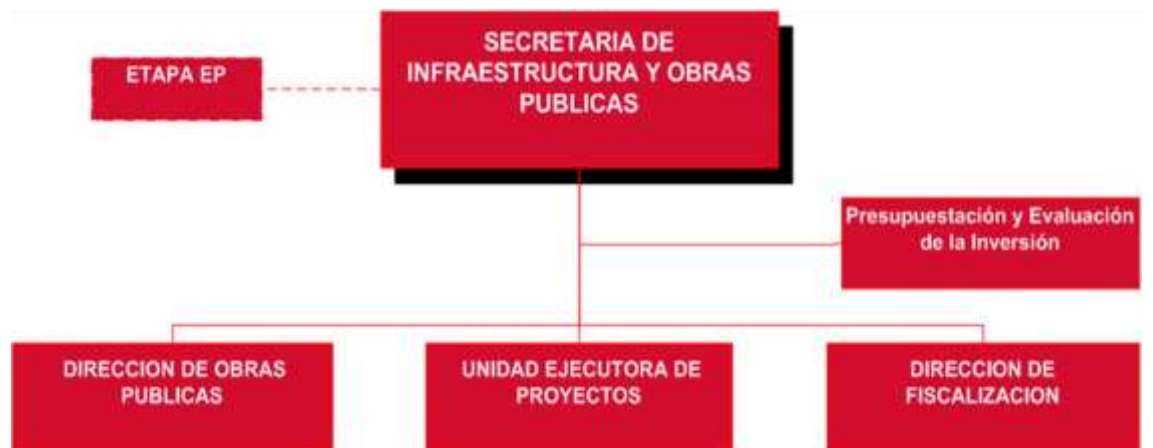 SECRETARIA DE
INFRAESTRUCTURA Y OBRAS
PUBLICAS
ETAPA EP
Presupuestación y Evaluación
de la Inversión
DIRECCION DE OBRAS
PUBLICAS
UNIDAD EJECUTORA DE
PROYECTOS
DIRECCION DE
FISCALIZACION